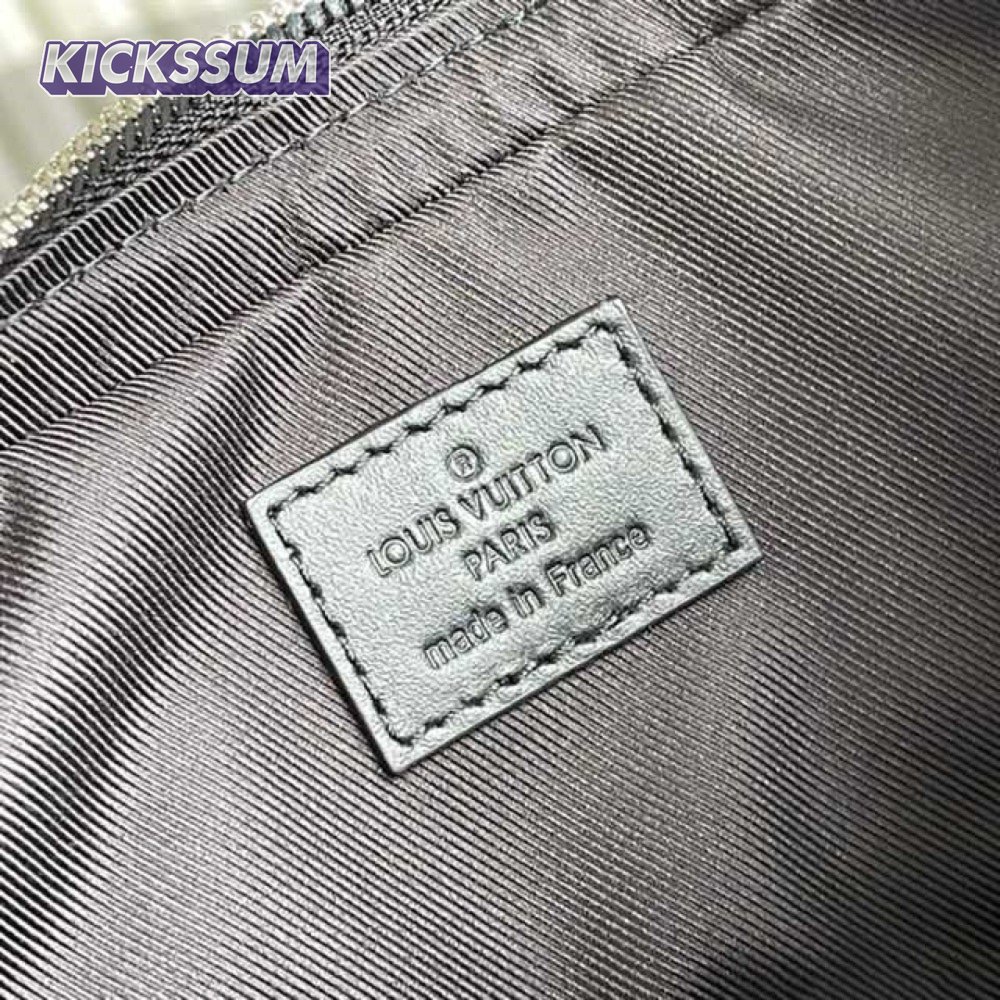 KICKSSUM
®
LOUIS VUITTON
PARIS
made in France